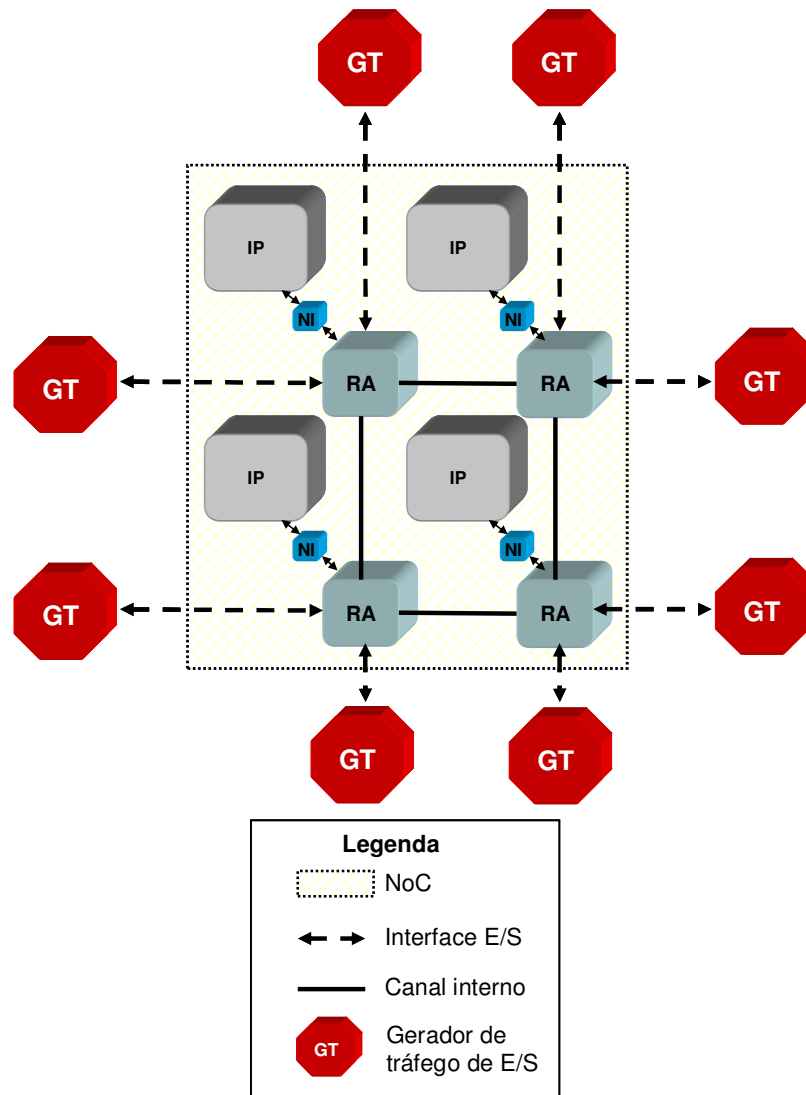 GT GT
IP IP
NI NI
GT RA RA GT
IP IP
NI NI
GT RA RA GT
GT GT
Legenda
NoC
Interface E/S
Canal interno
GT Gerador de
tráfego de E/S